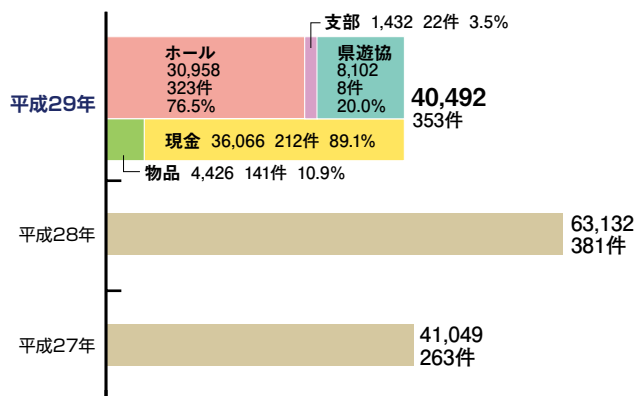 支部 1,432 22件 3.5%
平成29年
ホール
30,958
323件
76.5%
県遊協
8,102
8件
20.0%
40,492
353件
現金 36,066 212件 89.1%
物品 4,426 141件 10.9%
平成28年
63,132
381件
平成27年
41,049
263件